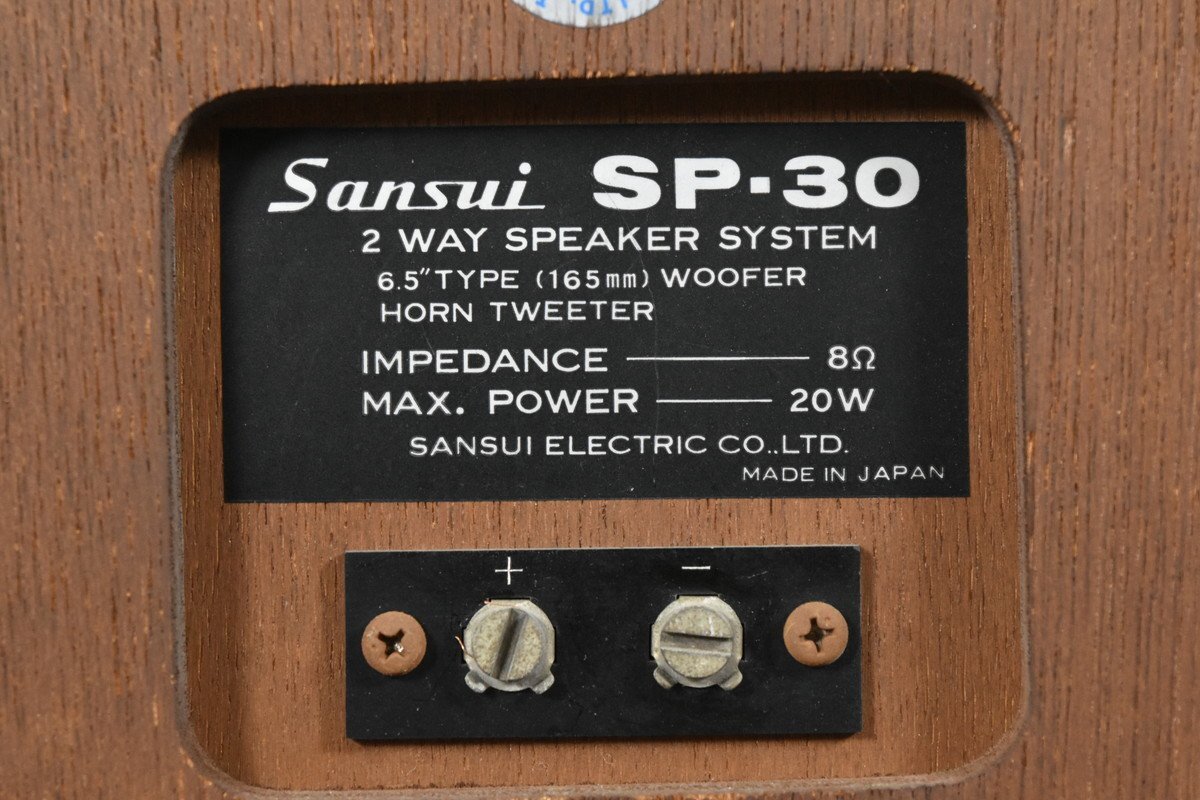 Sansui SP-30
2 WAY SPEAKER SYSTEM
6.5" TYPE (165mm) WOOFER
HORN TWEETER
IMPEDANCE —— 8Ω
MAX. POWER —— 20W
SANSUI ELECTRIC CO.,LTD.
MADE IN JAPAN
+ −